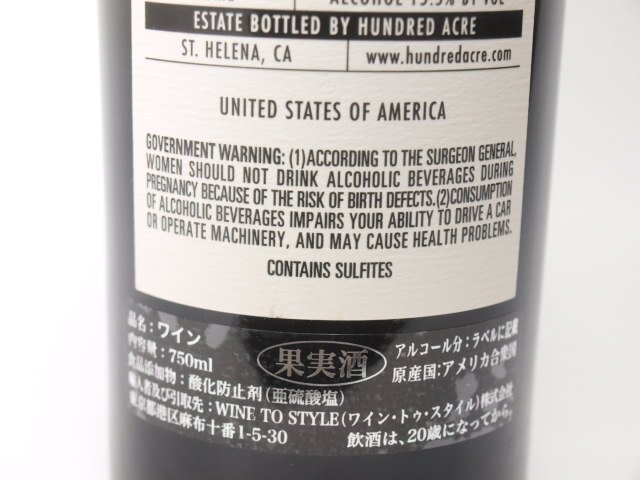 ALCOHOL 15.5% BY VOL
ESTATE BOTTLED BY HUNDRED ACRE
ST. HELENA, CA www.hundredacre.com
UNITED STATES OF AMERICA
GOVERNMENT WARNING: (1)ACCORDING TO THE SURGEON GENERAL,
WOMEN SHOULD NOT DRINK ALCOHOLIC BEVERAGES DURING
PREGNANCY BECAUSE OF THE RISK OF BIRTH DEFECTS.(2)CONSUMPTION
OF ALCOHOLIC BEVERAGES IMPAIRS YOUR ABILITY TO DRIVE A CAR
OR OPERATE MACHINERY, AND MAY CAUSE HEALTH PROBLEMS.
CONTAINS SULFITES
品名：ワイン
内容量：750ml
果実酒
アルコール分：ラベルに記載
原産国：アメリカ合衆国
食品添加物：酸化防止剤（亜硫酸塩）
輸入者及び引取先：WINE TO STYLE（ワイン・トゥ・スタイル）株式会社
東京都港区麻布十番1-5-30
飲酒は、20歳になってから。